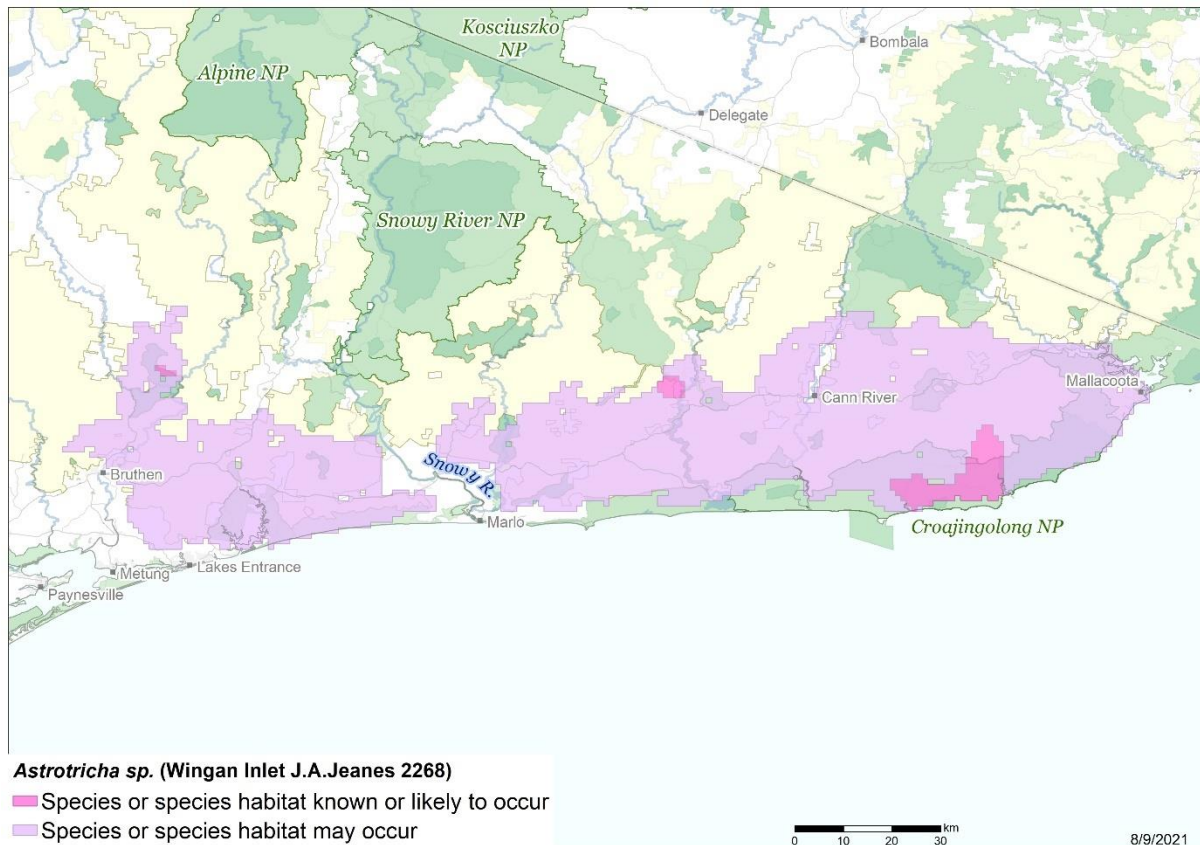 Kosciuszko
NP
Bombala
Alpine NP
Delegate
Snowy River NP
Mallacoota
Cann River
Bruthen
Snowy R.
Marlo
Croajingolong NP
Lakes Entrance
Metung
Paynesville
Astrotricha sp. (Wingan Inlet J.A.Jeanes 2268)
Species or species habitat known or likely to occur
Species or species habitat may occur
km
0 10 20 30
8/9/2021